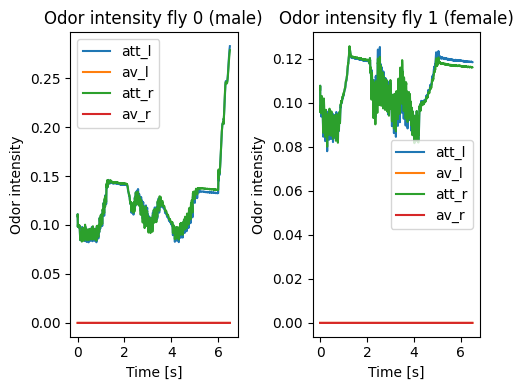 Odor intensity fly 0 (male)
Odor intensity fly 1 (female)
Odor intensity
0.00
0.05
0.10
0.15
0.20
0.25
att_l
av_l
att_r
av_r
0
2
4
6
Time [s]
Odor intensity
0.00
0.02
0.04
0.06
0.08
0.10
0.12
att_l
av_l
att_r
av_r
0
2
4
6
Time [s]